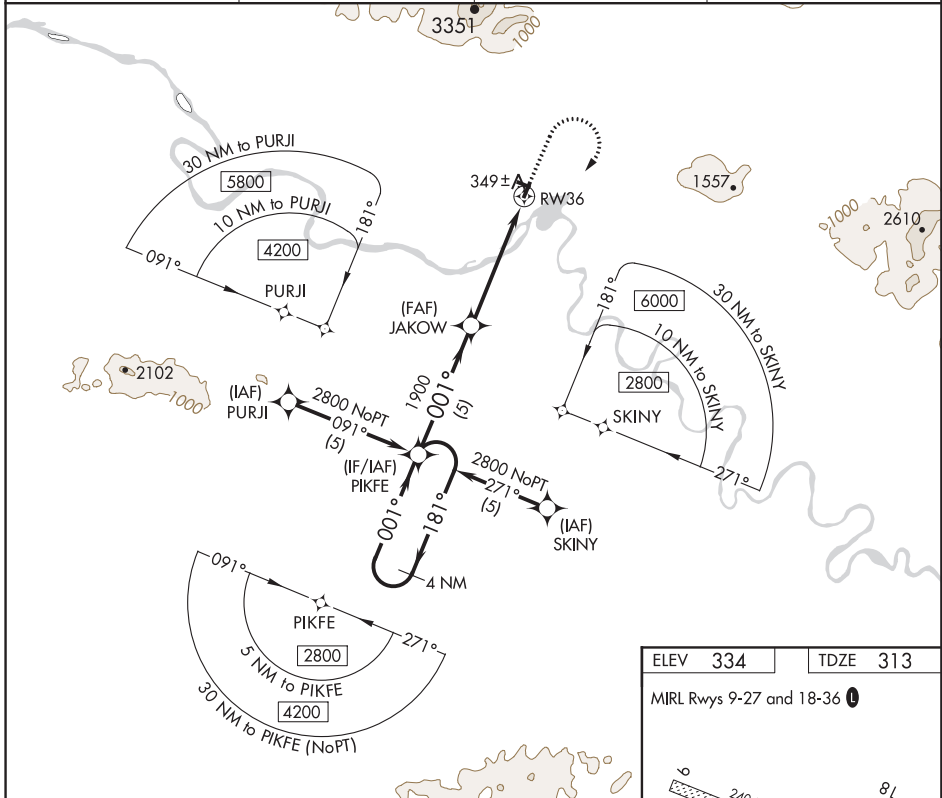 3351
1000
30 NM to PURJI
5800
10 NM to PURJI
4200
181°
091°
PURJI
349±
RW36
1557
1000
2610
(FAF)
JAKOW
181°
6000
30 NM to SKINY
10 NM to SKINY
2800
SKINY
271°
2102
1000
(IAF)
PURJI
2800 NoPT
091°
(5)
1900
001°
(5)
(IF/IAF)
PIKFE
2800 NoPT
271°
(5)
(IAF)
SKINY
001°
181°
4 NM
091°
PIKFE
271°
2800
5 NM to PIKFE
4200
30 NM to PIKFE (NoPT)
ELEV 334
TDZE 313
MIRL Rwys 9-27 and 18-36 L
9
18